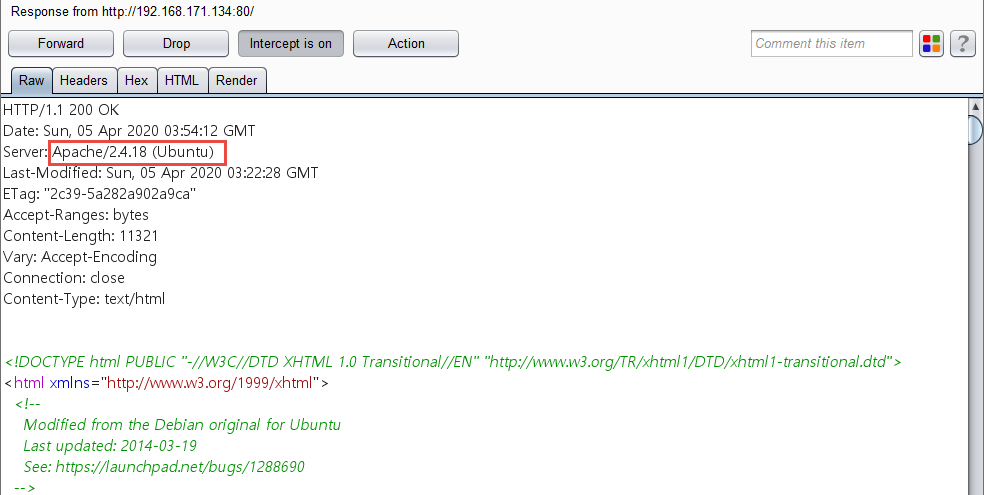 Response from http://192.168.171.134:80/
Forward Drop Intercept is on Action Comment this item ?
Raw Headers Hex HTML Render
HTTP/1.1 200 OK
Date: Sun, 05 Apr 2020 03:54:12 GMT
Server: Apache/2.4.18 (Ubuntu)
Last-Modified: Sun, 05 Apr 2020 03:22:28 GMT
ETag: "2c39-5a282a902a9ca"
Accept-Ranges: bytes
Content-Length: 11321
Vary: Accept-Encoding
Connection: close
Content-Type: text/html
<!DOCTYPE html PUBLIC "-//W3C//DTD XHTML 1.0 Transitional//EN" "http://www.w3.org/TR/xhtml1/DTD/xhtml1-transitional.dtd">
<html xmlns="http://www.w3.org/1999/xhtml">
<!--
Modified from the Debian original for Ubuntu
Last updated: 2014-03-19
See: https://launchpad.net/bugs/1288690
-->